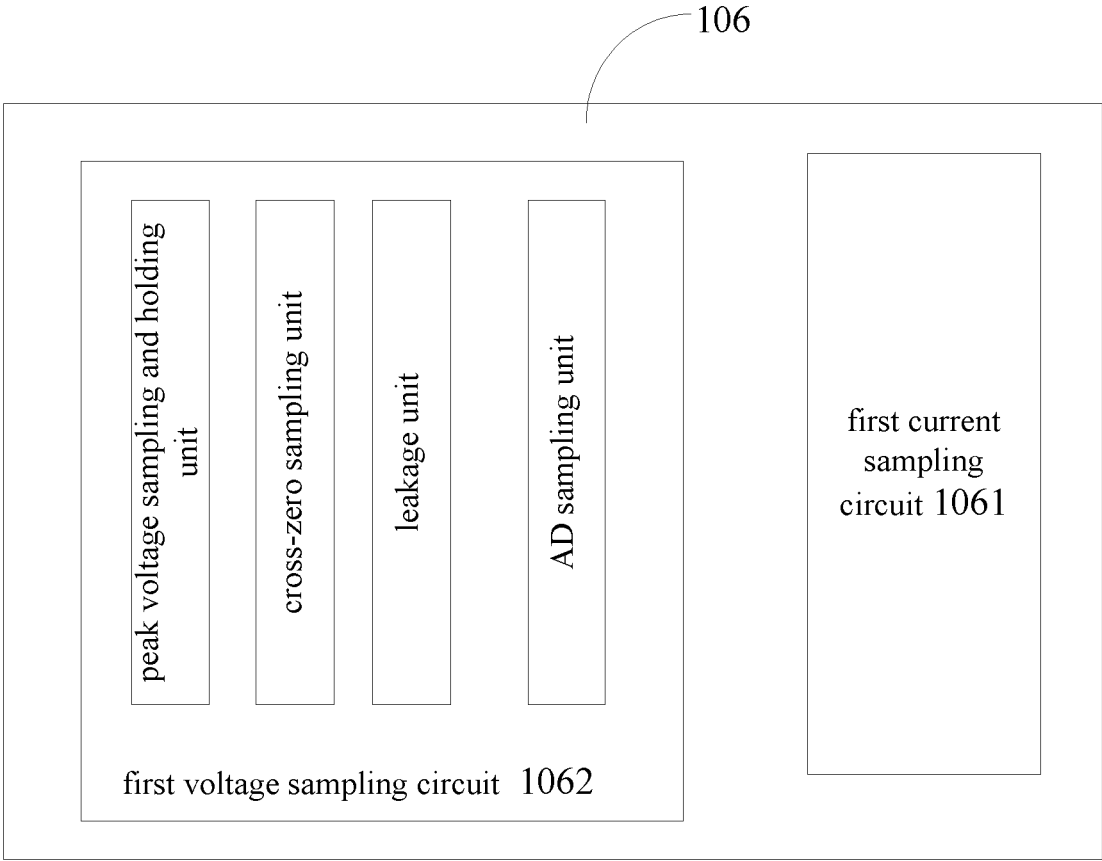 106
peak voltage sampling and holding
unit
cross-zero sampling unit
leakage unit
AD sampling unit
first voltage sampling circuit 1062
first current
sampling
circuit 1061